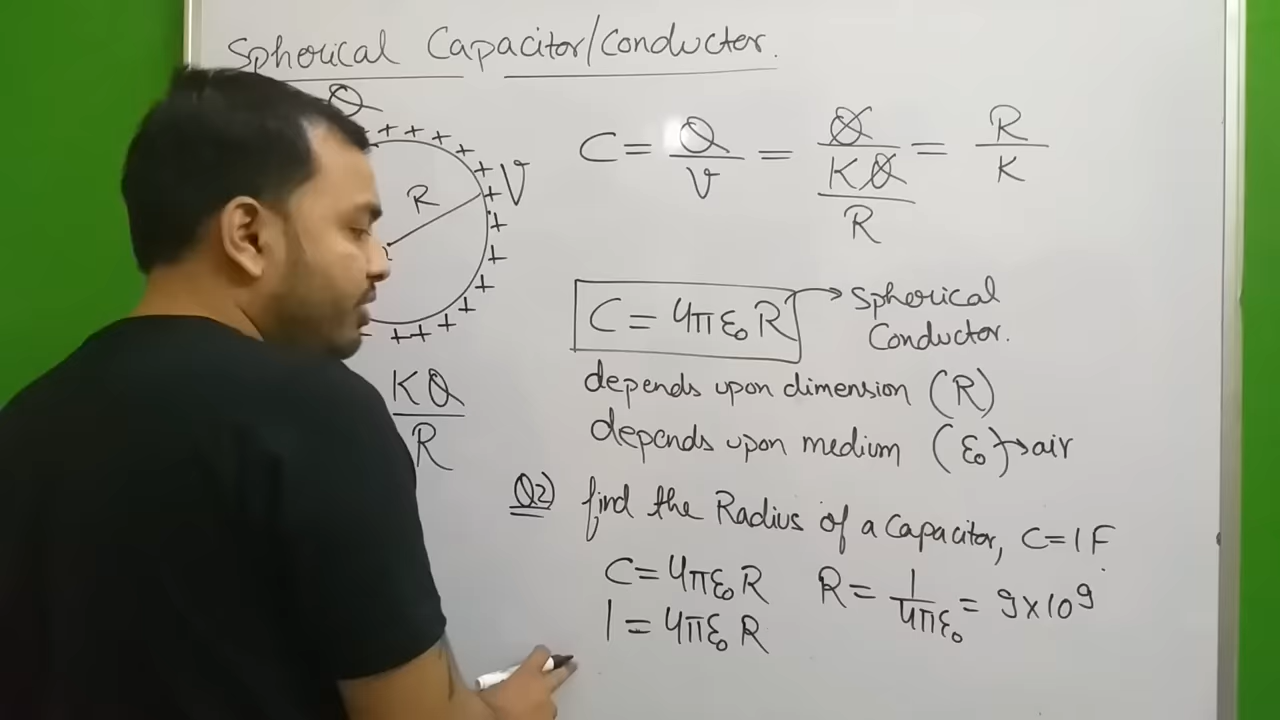 Spherical Capacitor/Conductor.
Q
+ + + + + + + + + + + + + +
R
V
C = Q/V = Q/(KQ/R) = R/K
KQ/R
C = 4πε₀R → Spherical
Conductor.
depends upon dimension (R)
depends upon medium (ε₀) → air
Q2) find the Radius of a Capacitor, C = 1 F.
C = 4πε₀R R = 1/4πε₀ = 9×10⁹
1 = 4πε₀R